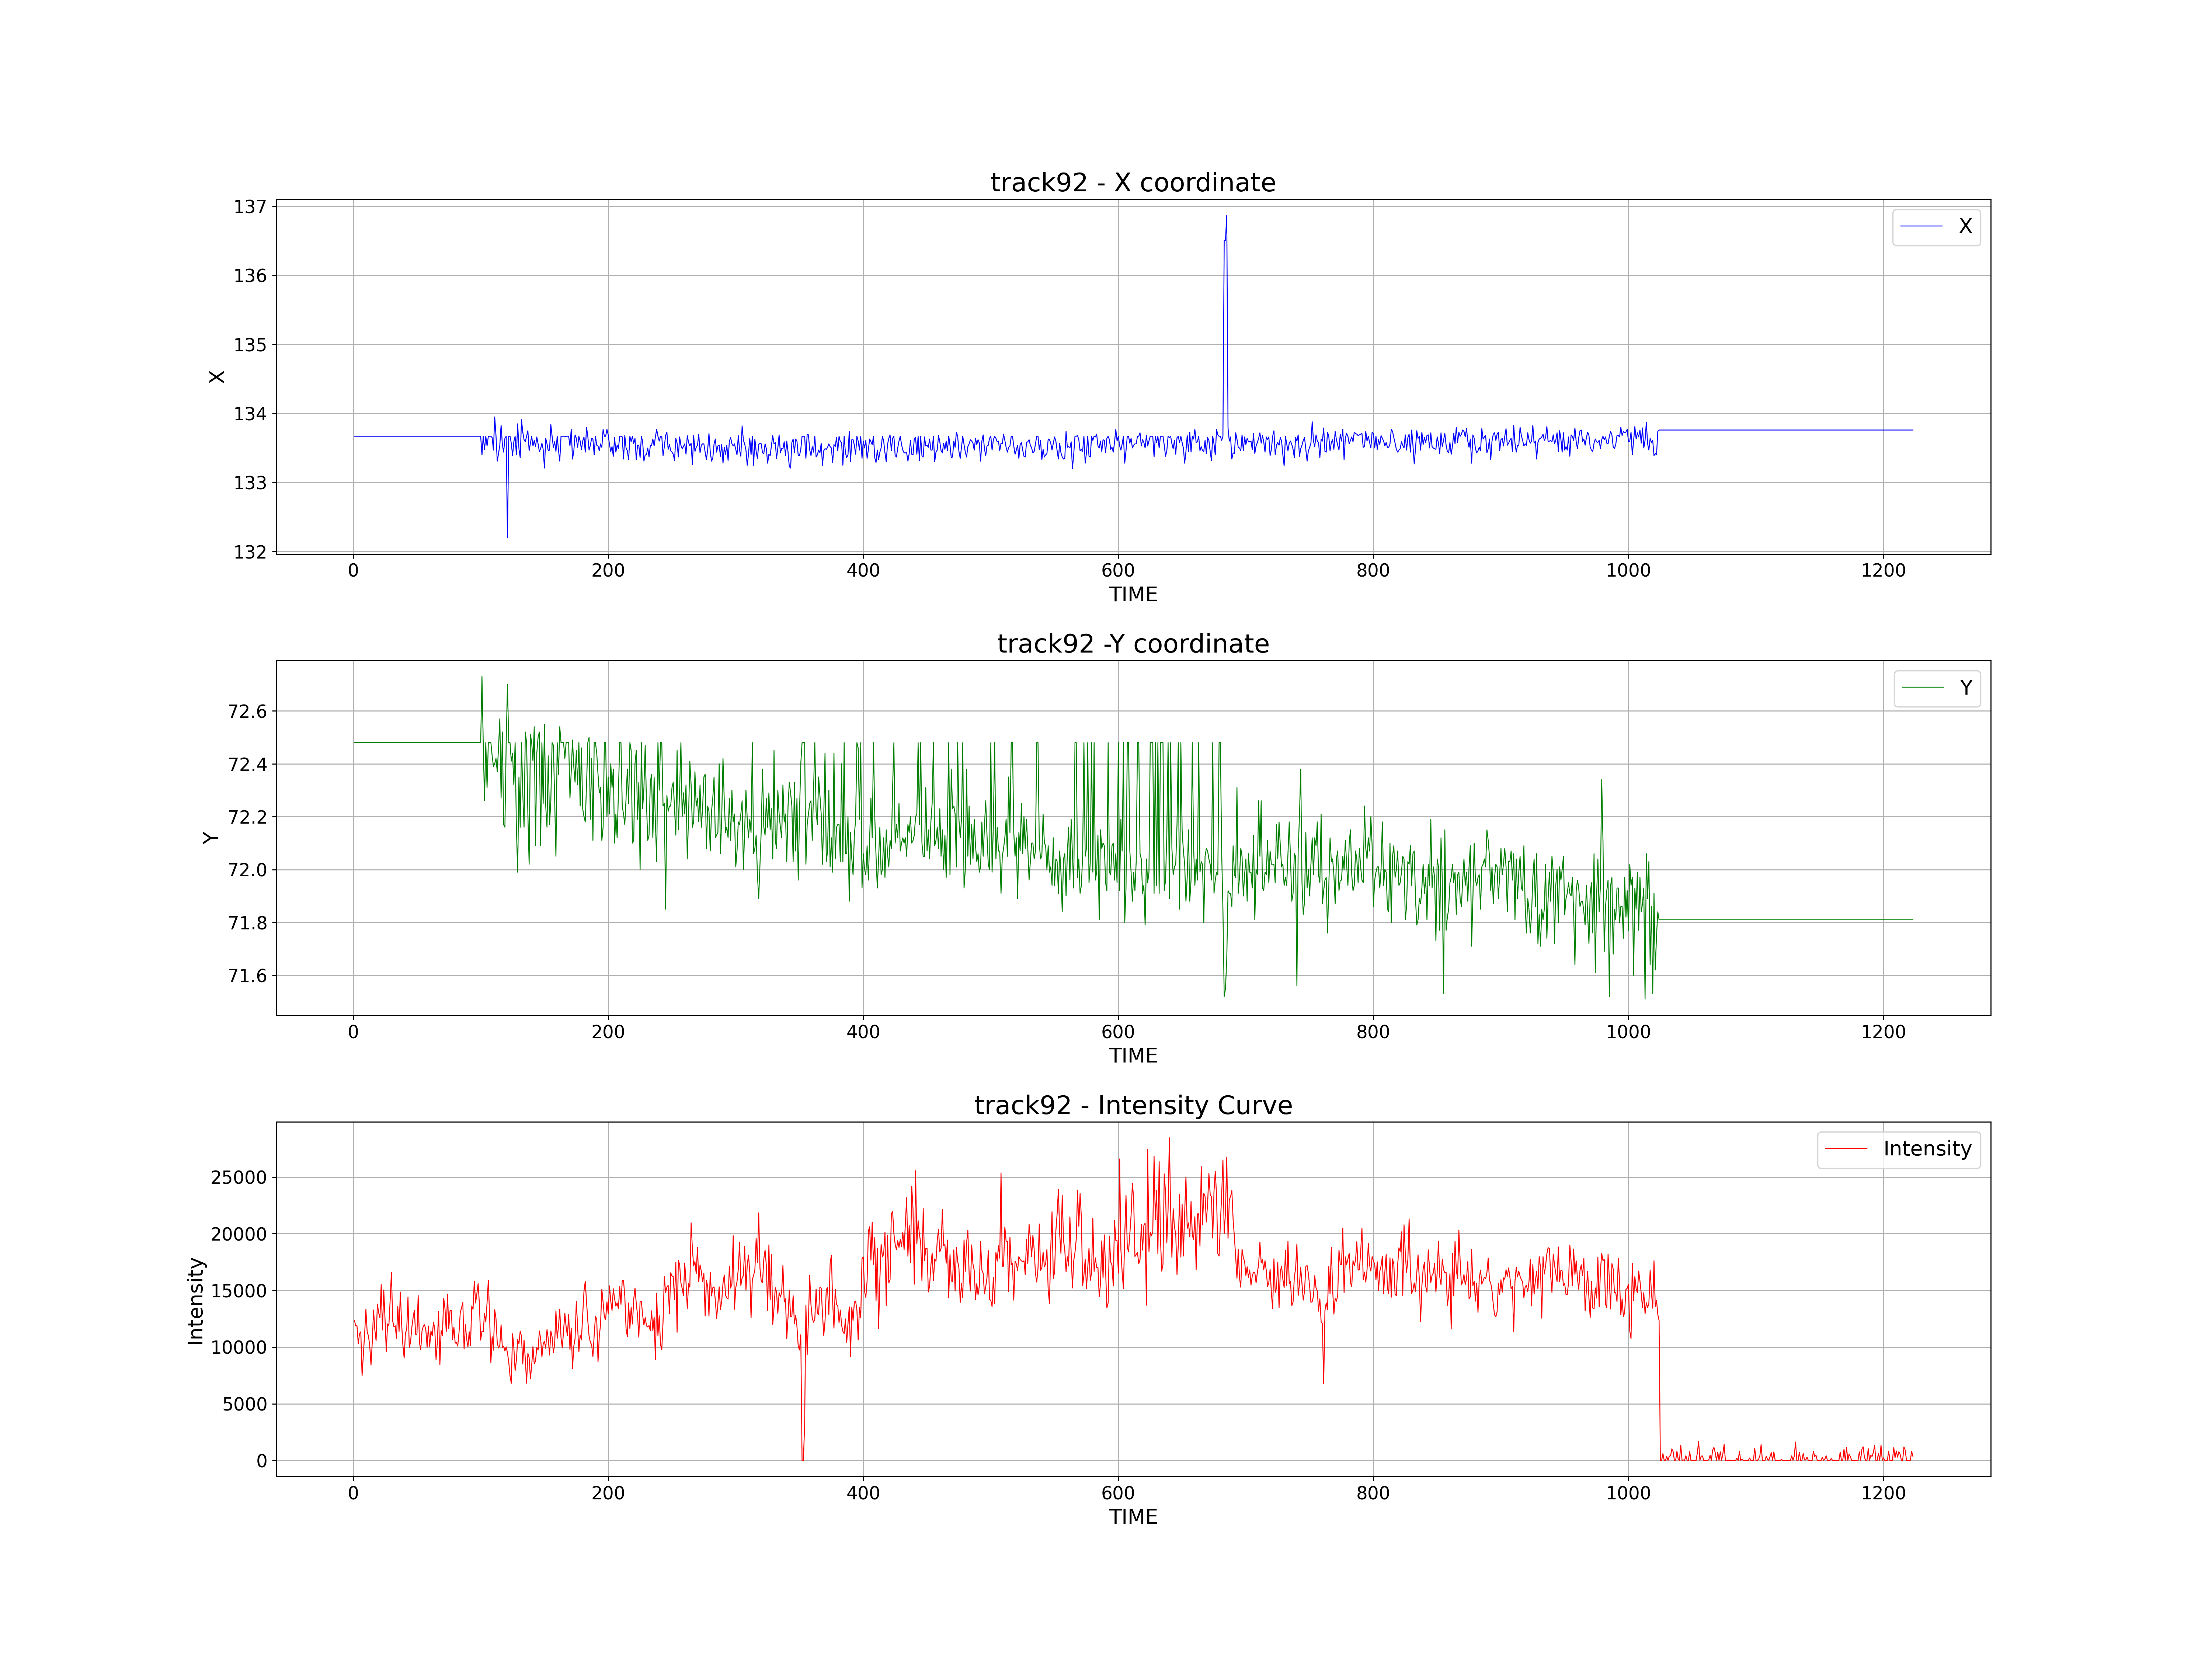 track92 - X coordinate
137
136
135
134
133
132
X
X
0 200 400 600 800 1000 1200
TIME
track92 -Y coordinate
72.6
72.4
72.2
72.0
71.8
71.6
Y
Y
0 200 400 600 800 1000 1200
TIME
track92 - Intensity Curve
25000
20000
15000
10000
5000
0
Intensity
Intensity
0 200 400 600 800 1000 1200
TIME